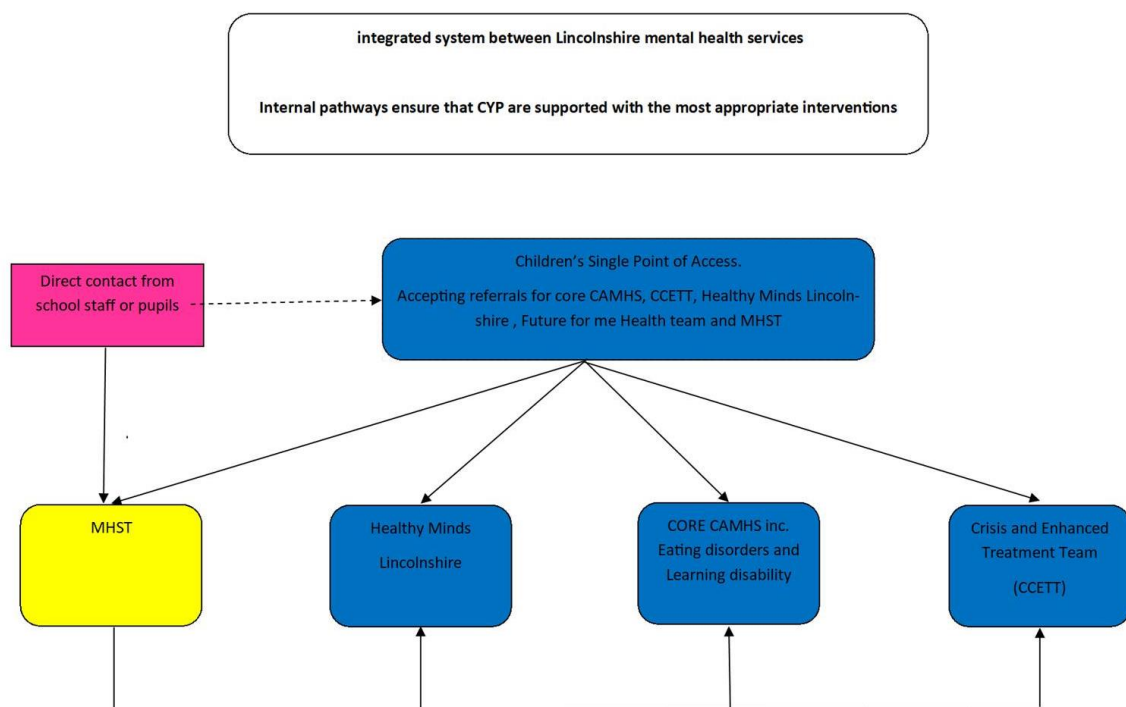 integrated system between Lincolnshire mental health services
Internal pathways ensure that CYP are supported with the most appropriate interventions
Direct contact from
school staff or pupils
Children’s Single Point of Access.
Accepting referrals for core CAMHS, CCETT, Healthy Minds Lincoln-
shire , Future for me Health team and MHST
MHST
Healthy Minds
Lincolnshire
CORE CAMHS inc.
Eating disorders and
Learning disability
Crisis and Enhanced
Treatment Team
(CCETT)